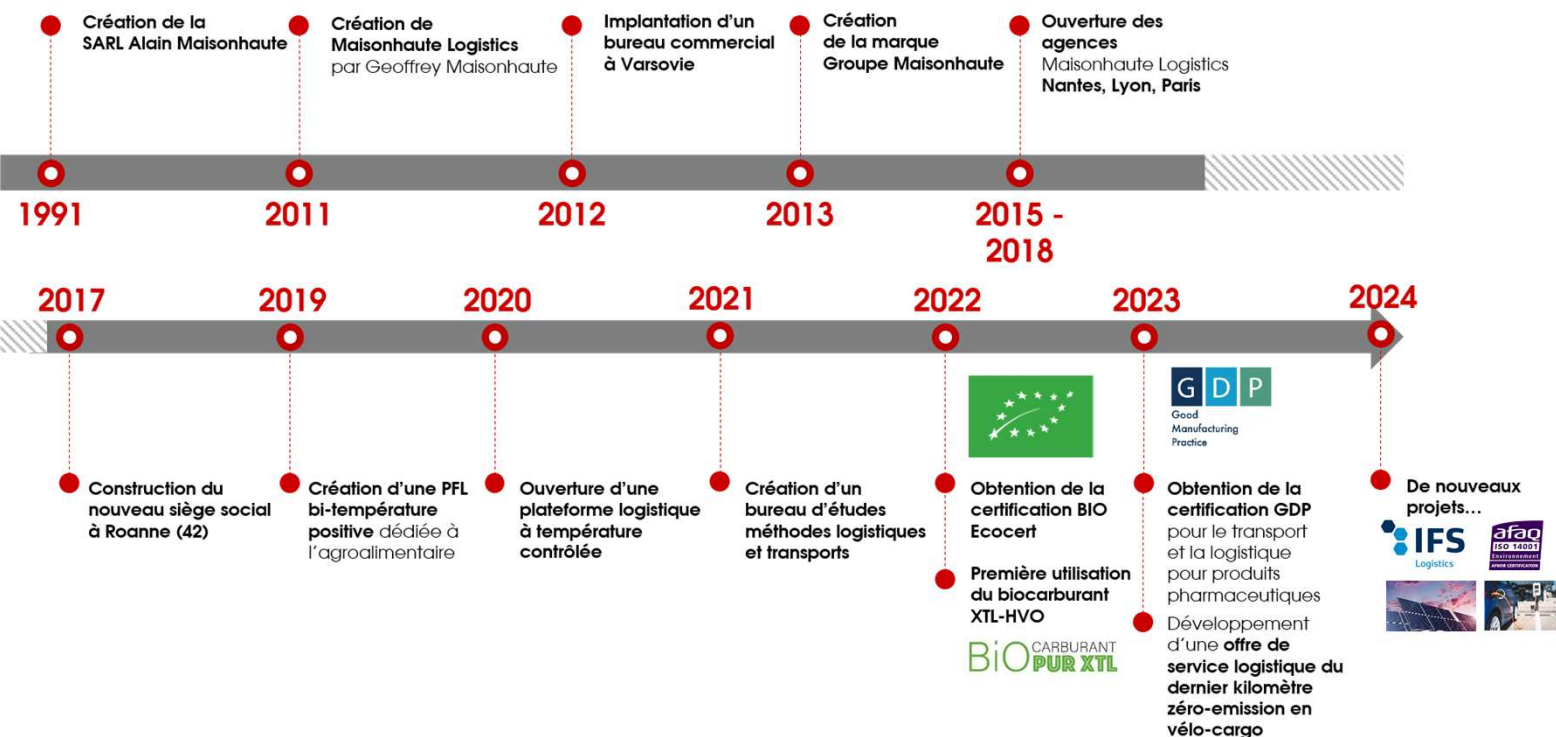 Création de la
SARL Alain Maisonhaute
Création de
Maisonhaute Logistics
par Geoffrey Maisonhaute
Implantation d'un
bureau commercial
à Varsovie
Création
de la marque
Groupe Maisonhaute
Ouverture des
agences
Maisonhaute Logistics
Nantes, Lyon, Paris
1991
2011
2012
2013
2015 -
2018
2017
2019
2020
2021
2022
2023
2024
Construction du
nouveau siège social
à Roanne (42)
Création d'une PFL
bi-température
positive dédiée à
l'agroalimentaire
Ouverture d'une
plateforme logistique
à température
contrôlée
Création d'un
bureau d'études
méthodes logistiques
et transports
Obtention de la
certification BIO
Ecocert
Première utilisation
du biocarburant
XTL-HVO
BiO CARBURANT
PUR XTL
G D P
Good
Manufacturing
Practice
Obtention de la
certification GDP
pour le transport
et la logistique
pour produits
pharmaceutiques
Développement
d'une offre de
service logistique du
dernier kilomètre
zéro-emission en
vélo-cargo
De nouveaux
projets...
IFS
Logistics
afaq
ISO 14001
Environnement
AFNOR CERTIFICATION